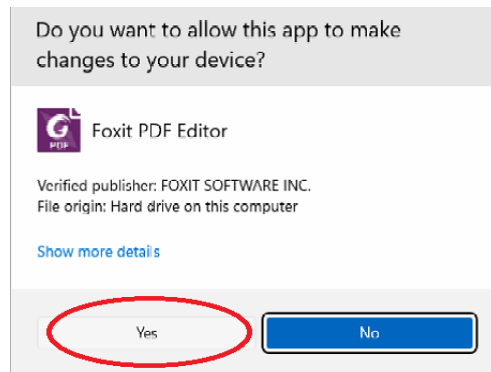 Do you want to allow this app to make
changes to your device?
G
PDF
Foxit PDF Editor
Verified publisher: FOXIT SOFTWARE INC.
File origin: Hard drive on this computer
Show more details
Yes
No